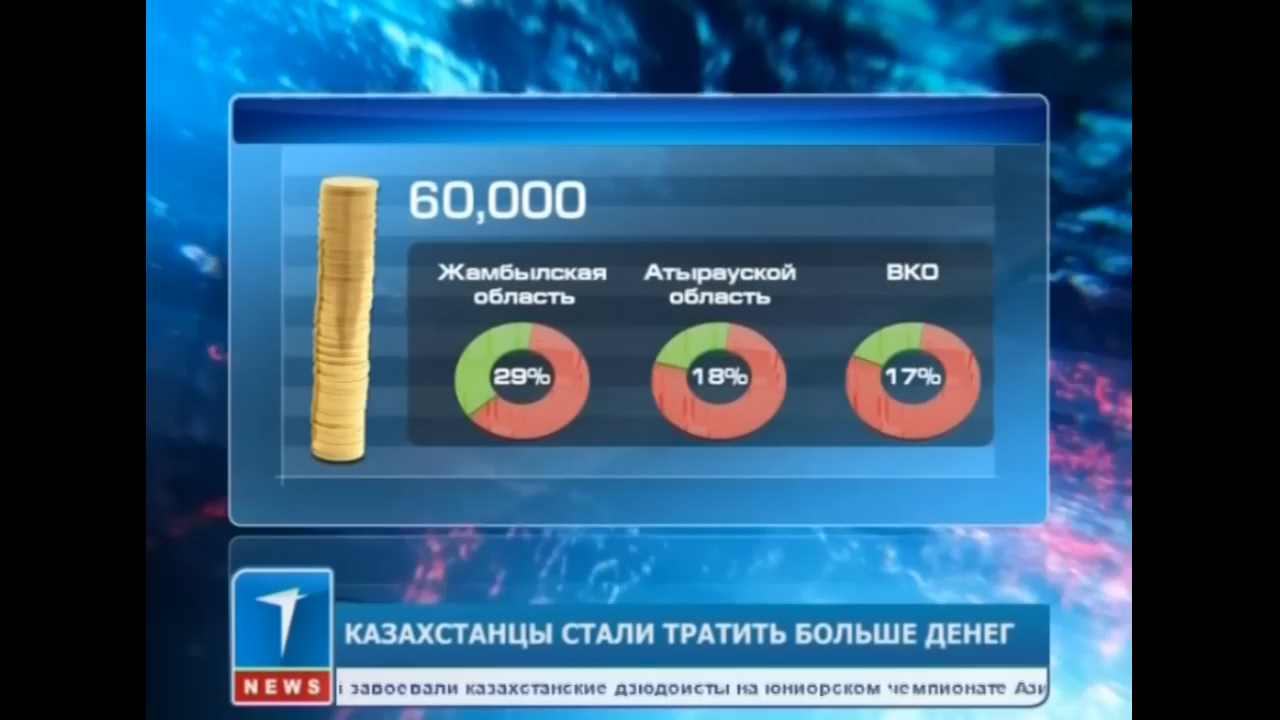 60,000
Жамбылская
область
29%
Атырауской
область
18%
ВКО
17%
КАЗАХСТАНЦЫ СТАЛИ ТРАТИТЬ БОЛЬШЕ ДЕНЕГ
NEWS
завоевали казахстанские дзюдоисты на юниорском чемпионате